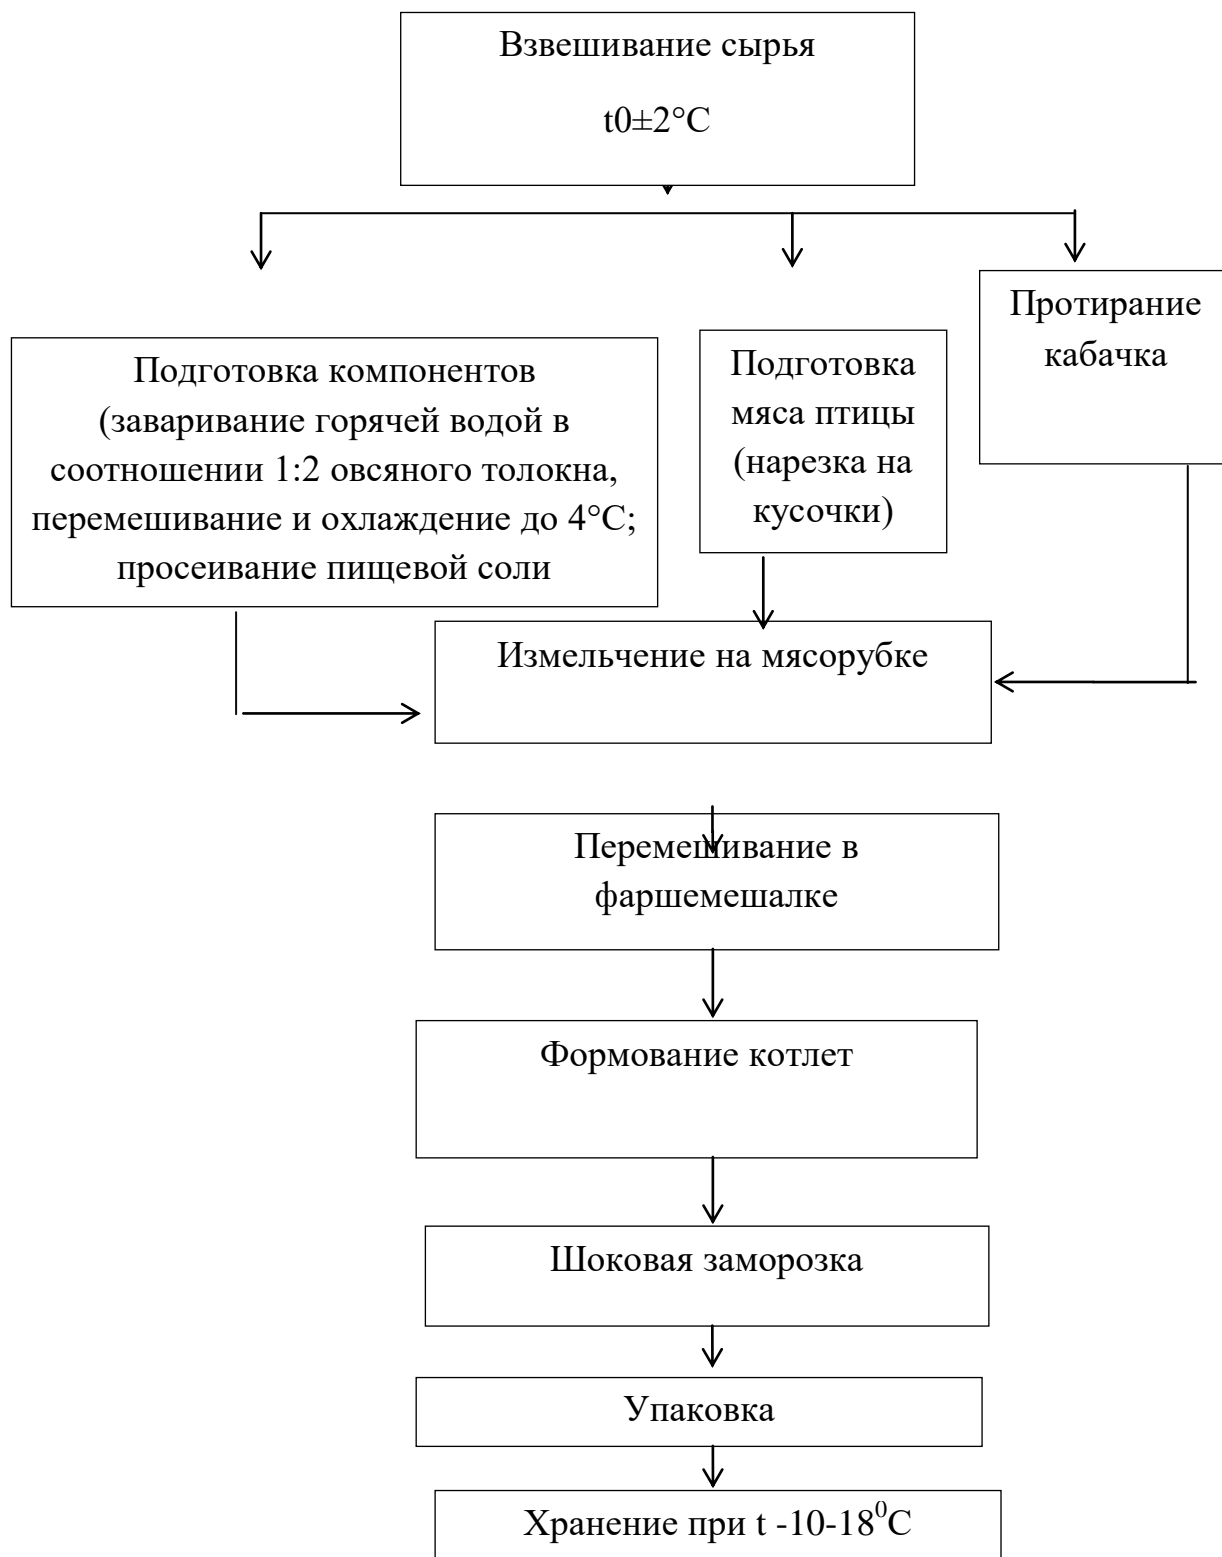 Взвешивание сырья
t0±2°C
Протирание
кабачка
Подготовка компонентов
(заваривание горячей водой в
соотношении 1:2 овсяного толокна,
перемешивание и охлаждение до 4°С;
просеивание пищевой соли
Подготовка
мяса птицы
(нарезка на
кусочки)
Измельчение на мясорубке
Перемешивание в
фаршемешалке
Формование котлет
Шоковая заморозка
Упаковка
Хранение при t -10-18⁰С